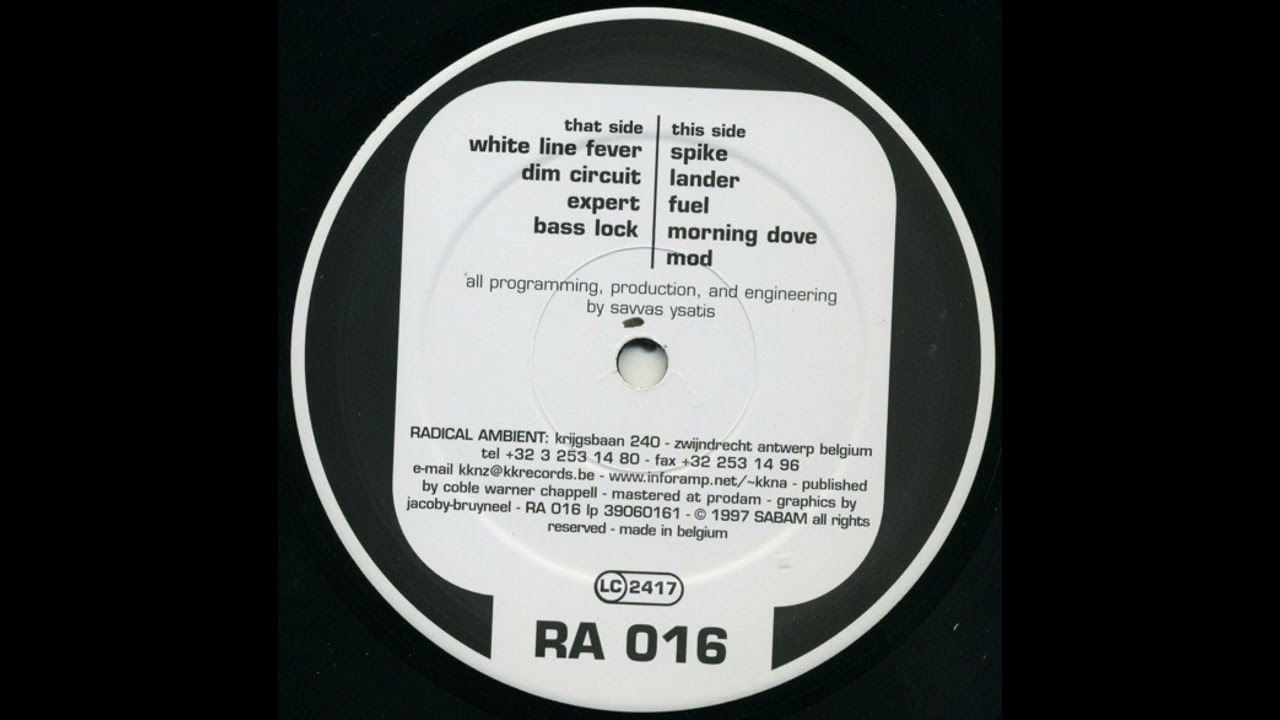 that side
white line fever
dim circuit
expert
bass lock
this side
spike
lander
fuel
morning dove
mod
all programming, production, and engineering
by savvas ysatis
RADICAL AMBIENT: krijgsbaan 240 - zwijndrecht antwerp belgium
tel +32 3 253 14 80 - fax +32 253 14 96
e-mail kknz@kkrecords.be - www.inforamp.net/~kkna - published
by coble warner chappell - mastered at prodam - graphics by
jacoby-bruyneel - RA 016 lp 39060161 - © 1997 SABAM all rights
reserved - made in belgium
LC 2417
RA 016